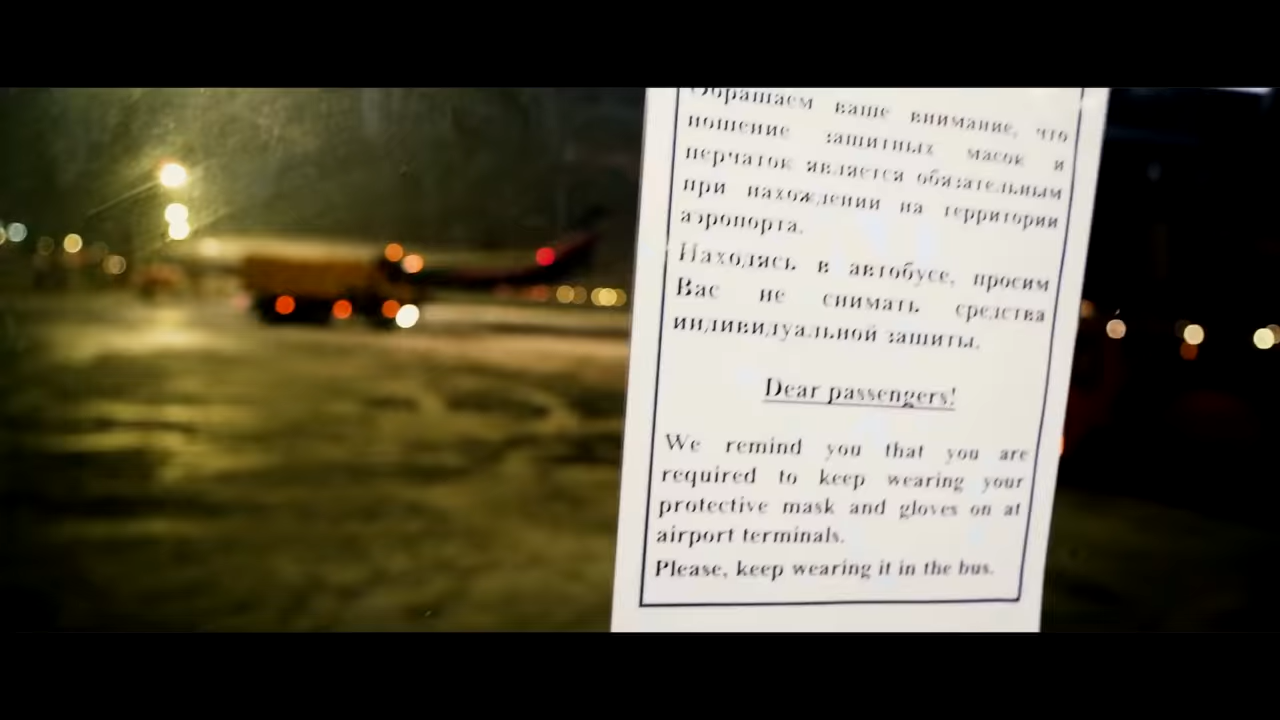 Обращаем ваше внимание, что
ношение защитных масок и
перчаток является обязательным
при нахождении на территории
аэропорта.
Находясь в автобусе, просим
Вас не снимать средства
индивидуальной защиты.
Dear passengers!
We remind you that you are
required to keep wearing your
protective mask and gloves on at
airport terminals.
Please, keep wearing it in the bus.